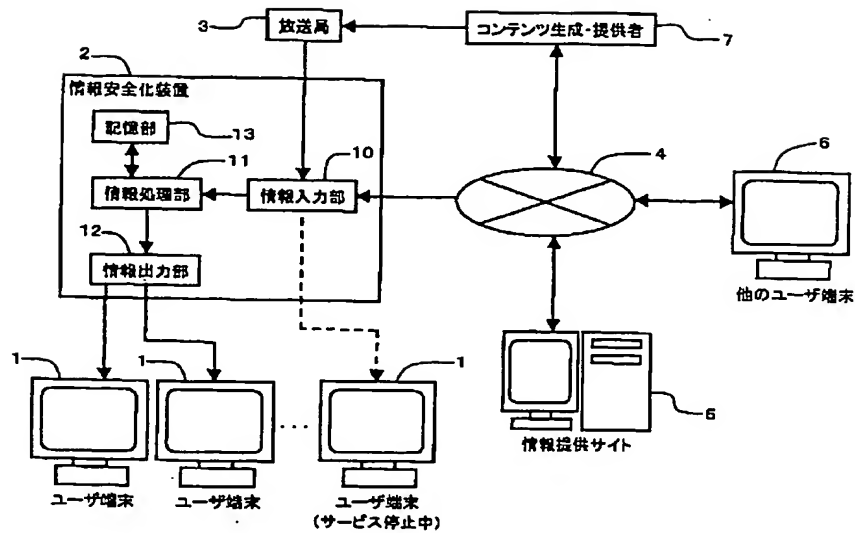 3
放送局
コンテンツ生成・提供者
7
2
情報安全化装置
記憶部
13
11
10
4
6
情報処理部
情報入力部
12
情報出力部
他のユーザ端末
1
1
1
6
...
情報提供サイト
ユーザ端末
ユーザ端末
ユーザ端末
(サービス停止中)